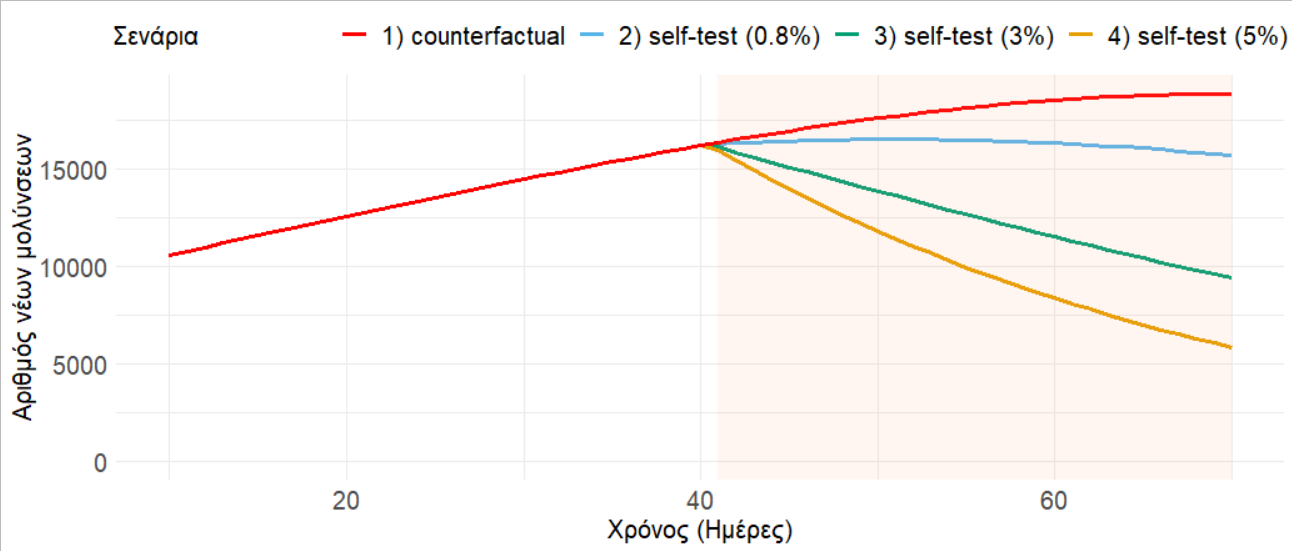 Σενάρια 1) counterfactual 2) self-test (0.8%) 3) self-test (3%) 4) self-test (5%)
Αριθμός νέων μολύνσεων
15000
10000
5000
0
20 40 60
Χρόνος (Ημέρες)